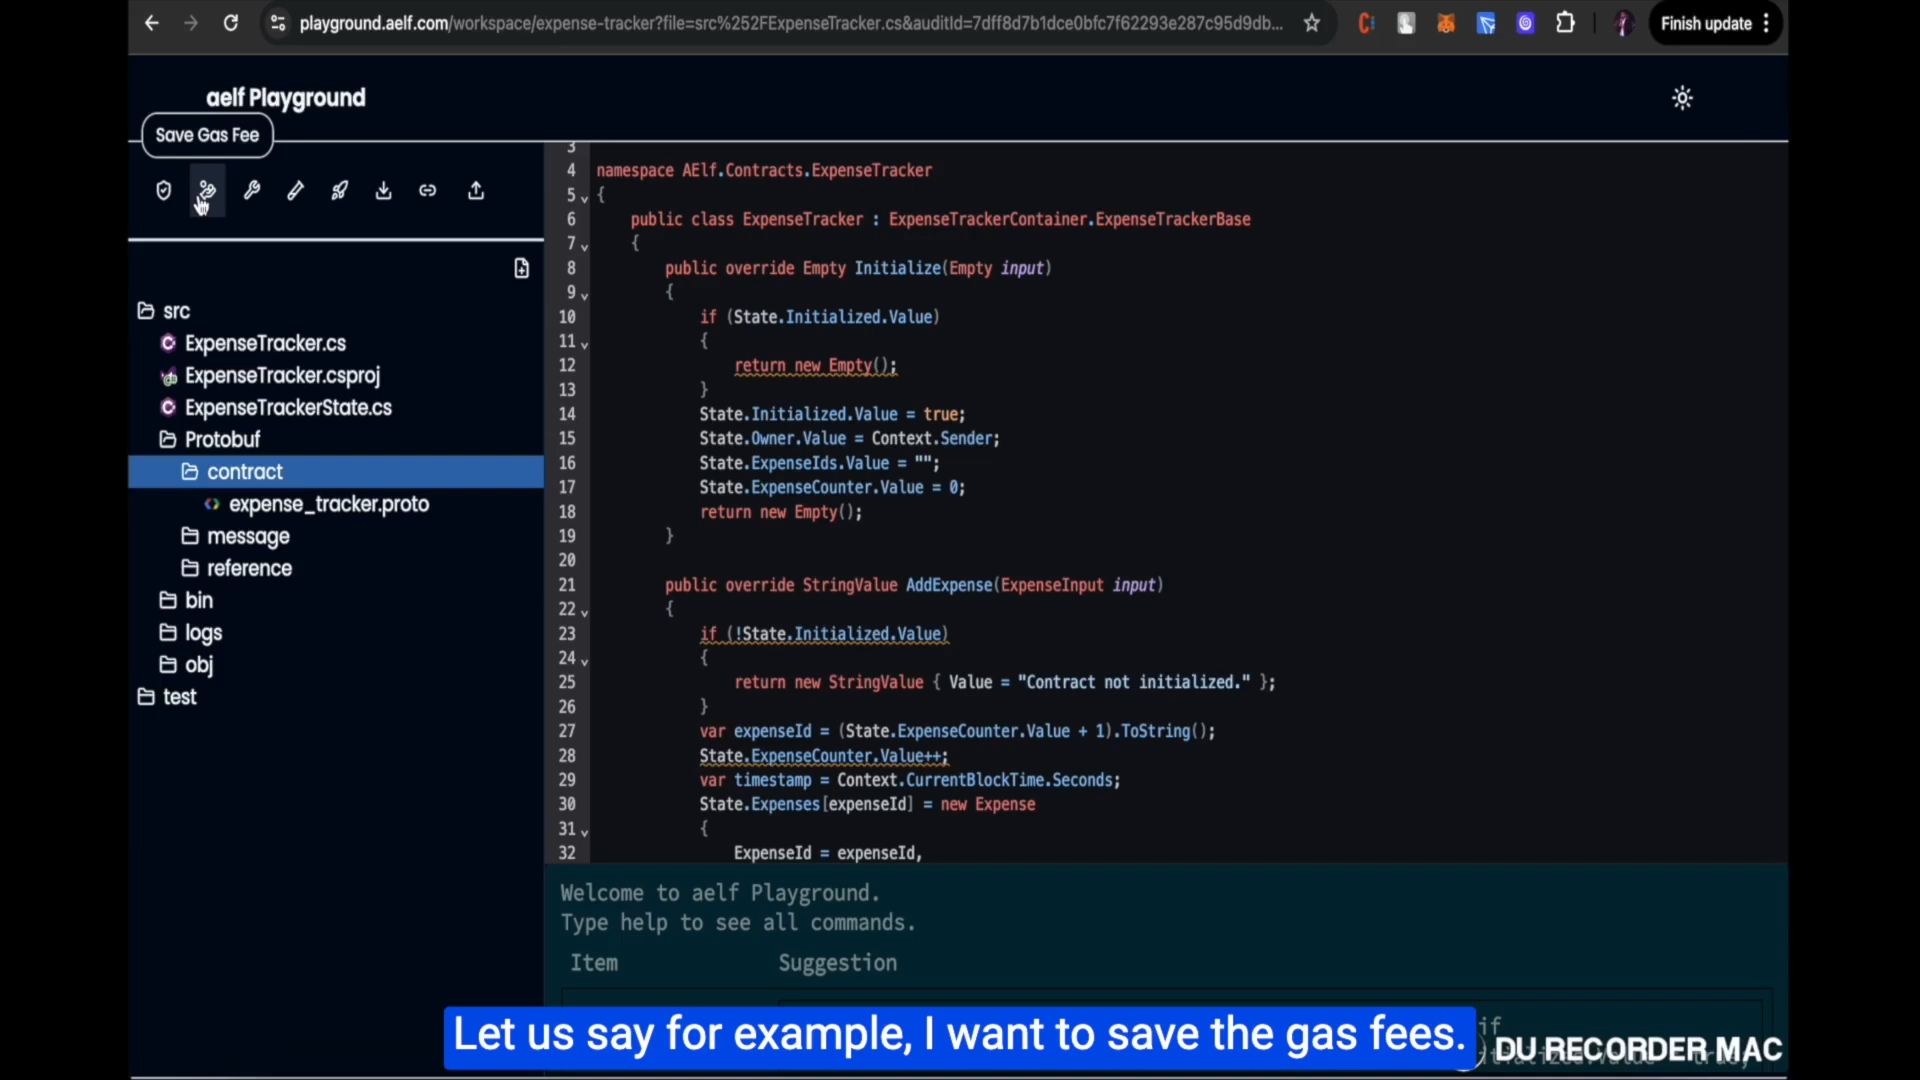 playground.aelf.com/workspace/expense-tracker?file=src%252FExpenseTracker.cs&auditId=7dff8d7b1dce0bfc7f62293e287c95d9db...
Finish update
aelf Playground
Save Gas Fee
src
ExpenseTracker.cs
ExpenseTracker.csproj
ExpenseTrackerState.cs
Protobuf
contract
expense_tracker.proto
message
reference
bin
logs
obj
test
3
4 namespace AElf.Contracts.ExpenseTracker
5 {
6 public class ExpenseTracker : ExpenseTrackerContainer.ExpenseTrackerBase
7 {
8 public override Empty Initialize(Empty input)
9 {
10 if (State.Initialized.Value)
11 {
12 return new Empty();
13 }
14 State.Initialized.Value = true;
15 State.Owner.Value = Context.Sender;
16 State.ExpenseIds.Value = "";
17 State.ExpenseCounter.Value = 0;
18 return new Empty();
19 }
20
21 public override StringValue AddExpense(ExpenseInput input)
22 {
23 if (!State.Initialized.Value)
24 {
25 return new StringValue { Value = "Contract not initialized." };
26 }
27 var expenseId = (State.ExpenseCounter.Value + 1).ToString();
28 State.ExpenseCounter.Value++;
29 var timestamp = Context.CurrentBlockTime.Seconds;
30 State.Expenses[expenseId] = new Expense
31 {
32 ExpenseId = expenseId,
Welcome to aelf Playground.
Type help to see all commands.
Item Suggestion
if
Let us say for example, I want to save the gas fees.
DU RECORDER MAC